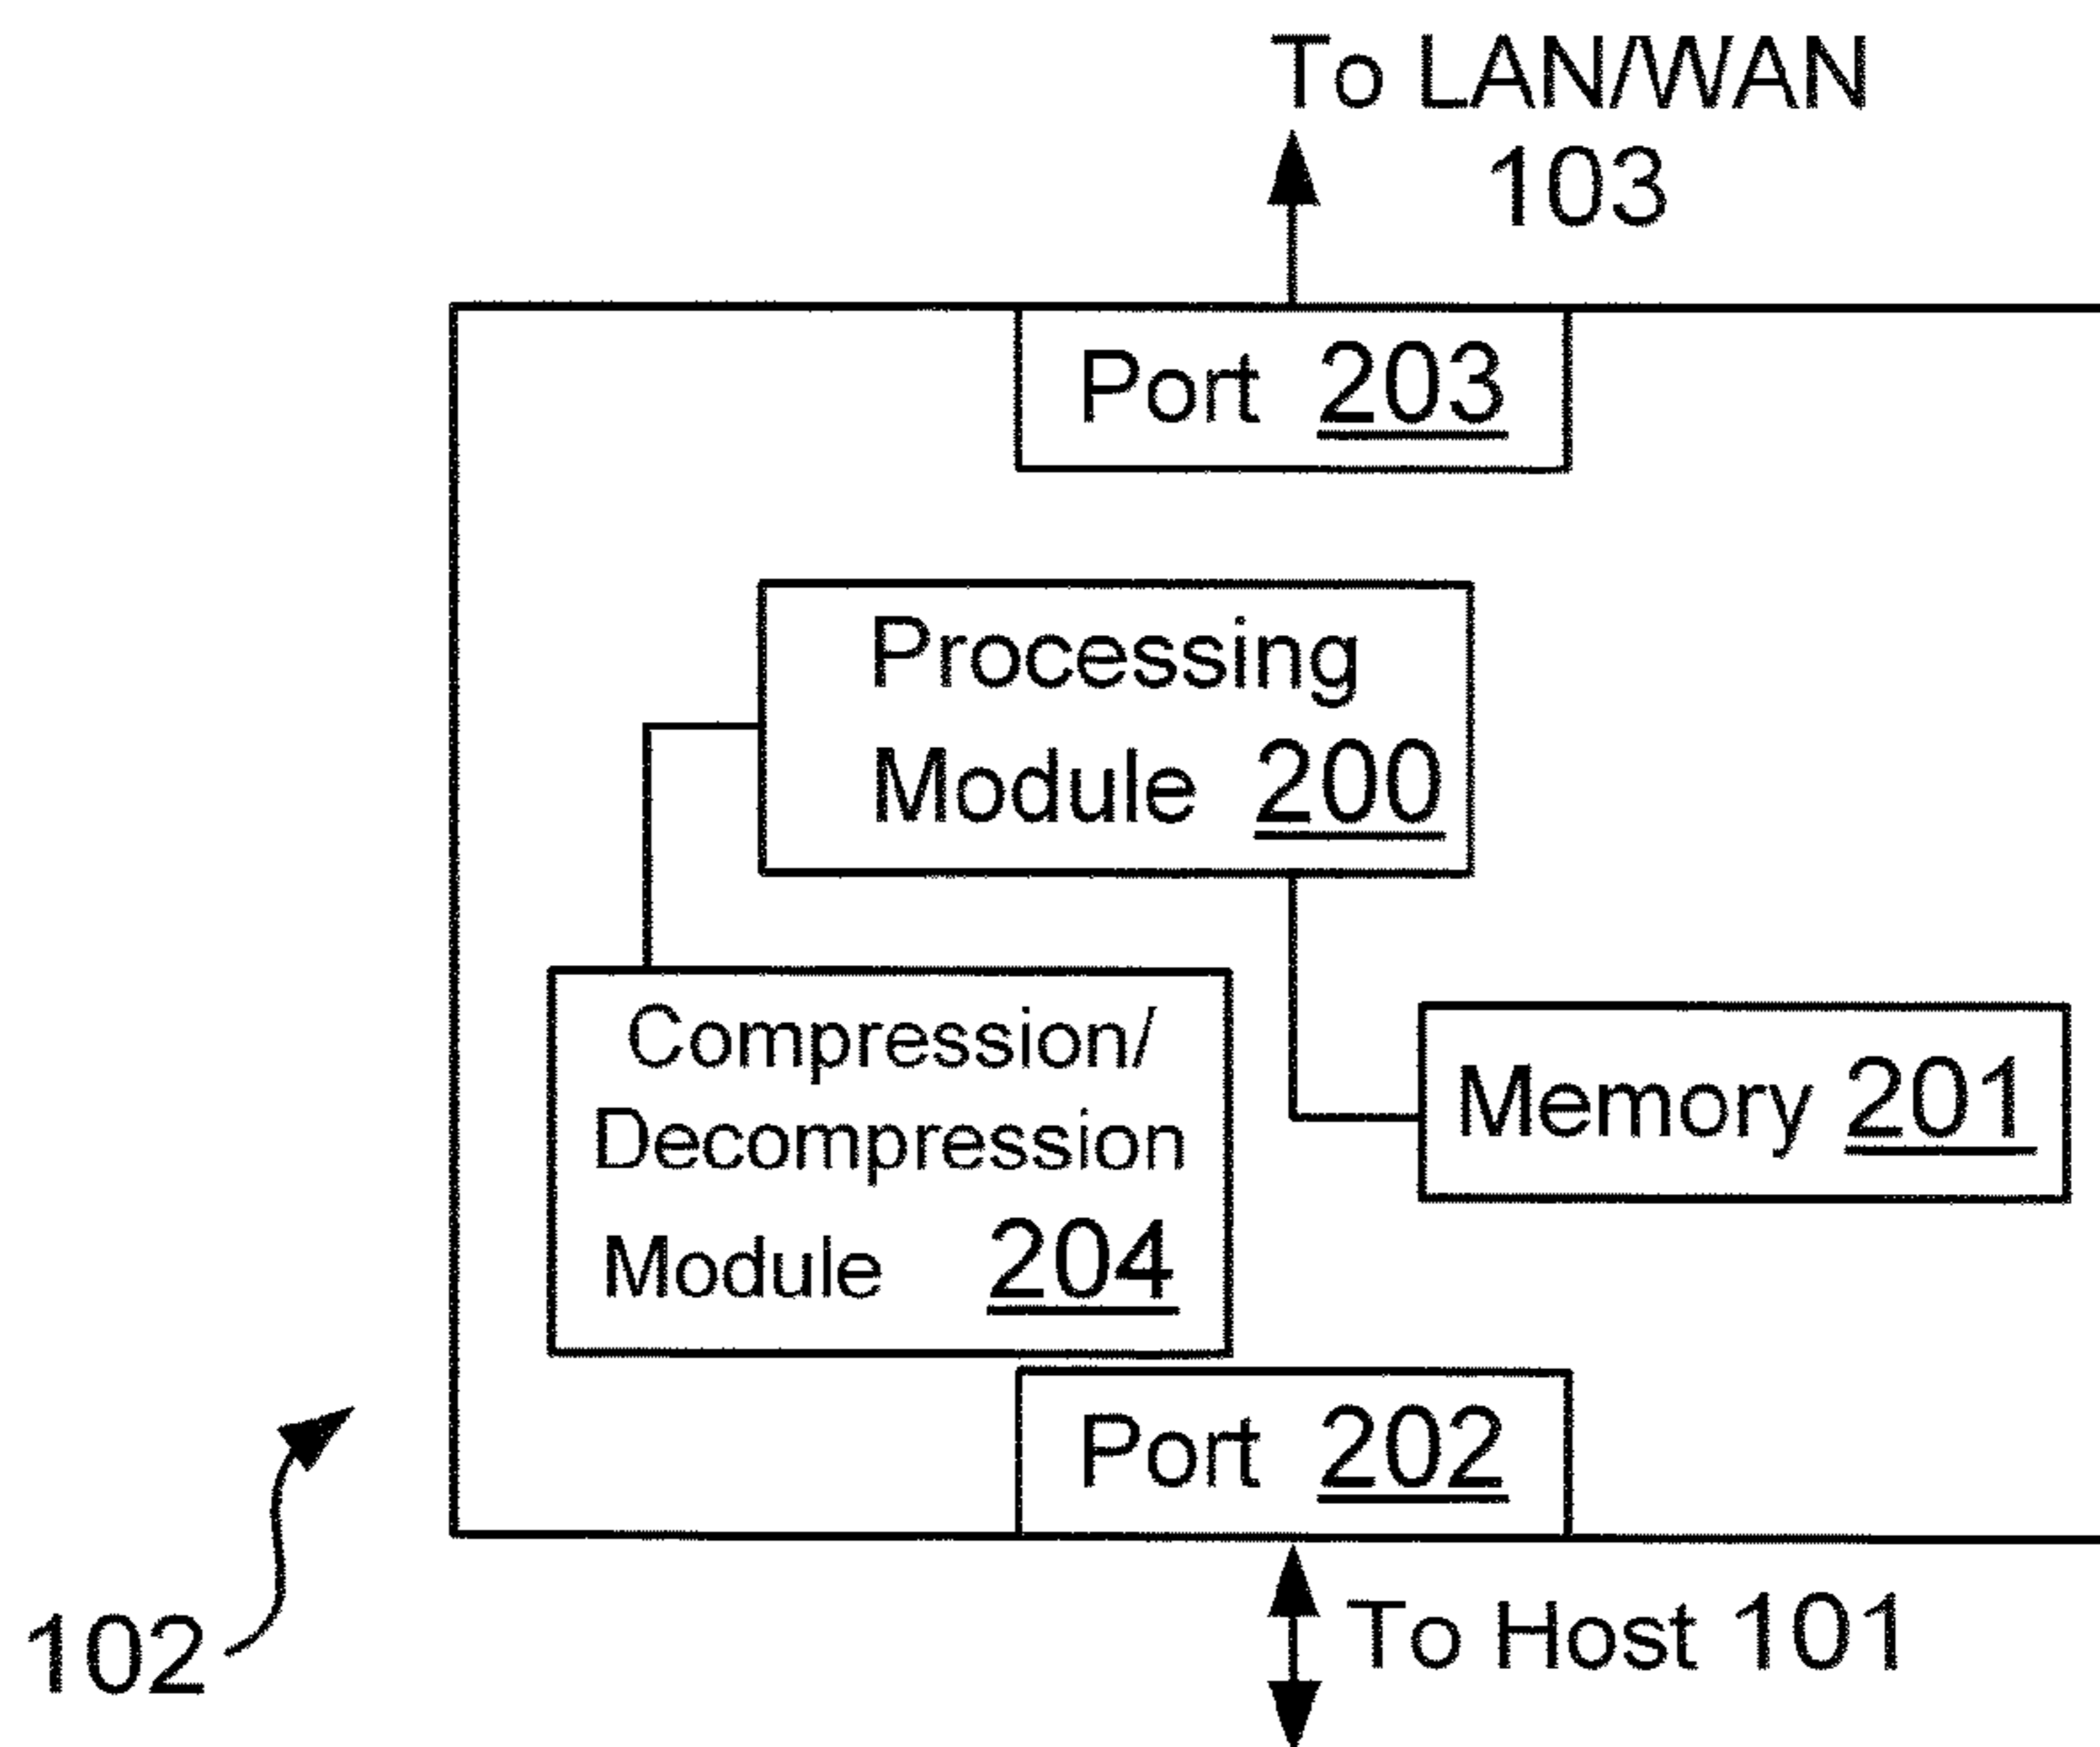 To LAN/WAN
103
Port 203
Processing
Module 200
Compression/
Decompression
Module 204
Memory 201
Port 202
102
To Host 101